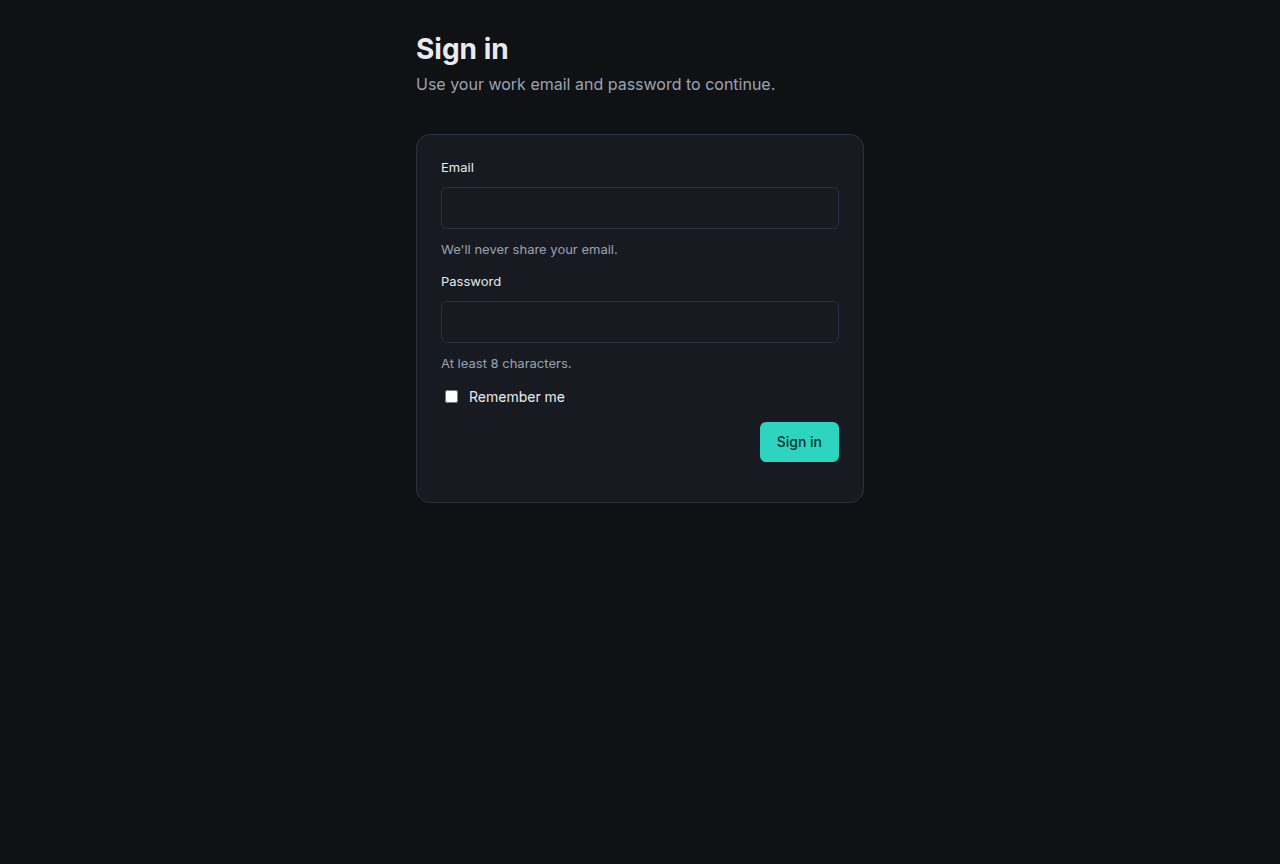 Sign in
Use your work email and password to continue.
Email
We'll never share your email.
Password
At least 8 characters.
Remember me
Sign in